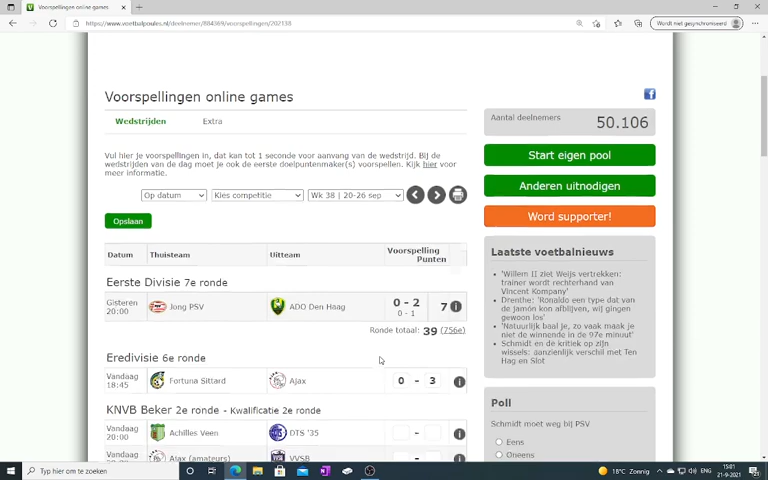 Voorspellingen online games
https://www.voetbalpoules.nl/deelnemer/884369/voorspellingen/202138
Wordt niet gesynchroniseerd
Voorspellingen online games
Wedstrijden Extra
Vul hier je voorspellingen in, dat kan tot 1 seconde voor aanvang van de wedstrijd. Bij de
wedstrijden van de dag moet je ook de eerste doelpuntenmaker(s) voorspellen. Kijk hier voor
meer informatie.
Op datum Kies competitie Wk 38 | 20-26 sep
Opslaan
Datum Thuisteam Uitteam Voorspelling
Punten
Eerste Divisie 7e ronde
Gisteren
20:00 Jong PSV ADO Den Haag 0 - 2 7
0 - 1
Ronde totaal: 39 (756e)
Eredivisie 6e ronde
Vandaag
18:45 Fortuna Sittard Ajax 0 - 3
KNVB Beker 2e ronde - Kwalificatie 2e ronde
Vandaag
20:00 Achilles Veen DTS '35 -
Vandaag
Ajax (amateurs) VVSB -
Aantal deelnemers 50.106
Start eigen pool
Anderen uitnodigen
Word supporter!
Laatste voetbalnieuws
'Willem II ziet Weijs vertrekken:
trainer wordt rechterhand van
Vincent Kompany'
Drenthe: 'Ronaldo een type dat van
de jamón kon afblijven, wij gingen
gewoon los'
'Natuurlijk baal je, zo vaak maak je
niet de winnende in de 97e minuut'
Schmidt en de kritiek op zijn
wissels: aanzienlijk verschil met Ten
Hag en Slot
Poll
Schmidt moet weg bij PSV
Eens
Oneens
Typ hier om te zoeken
18°C Zonnig
ENG
15:01
21-9-2021